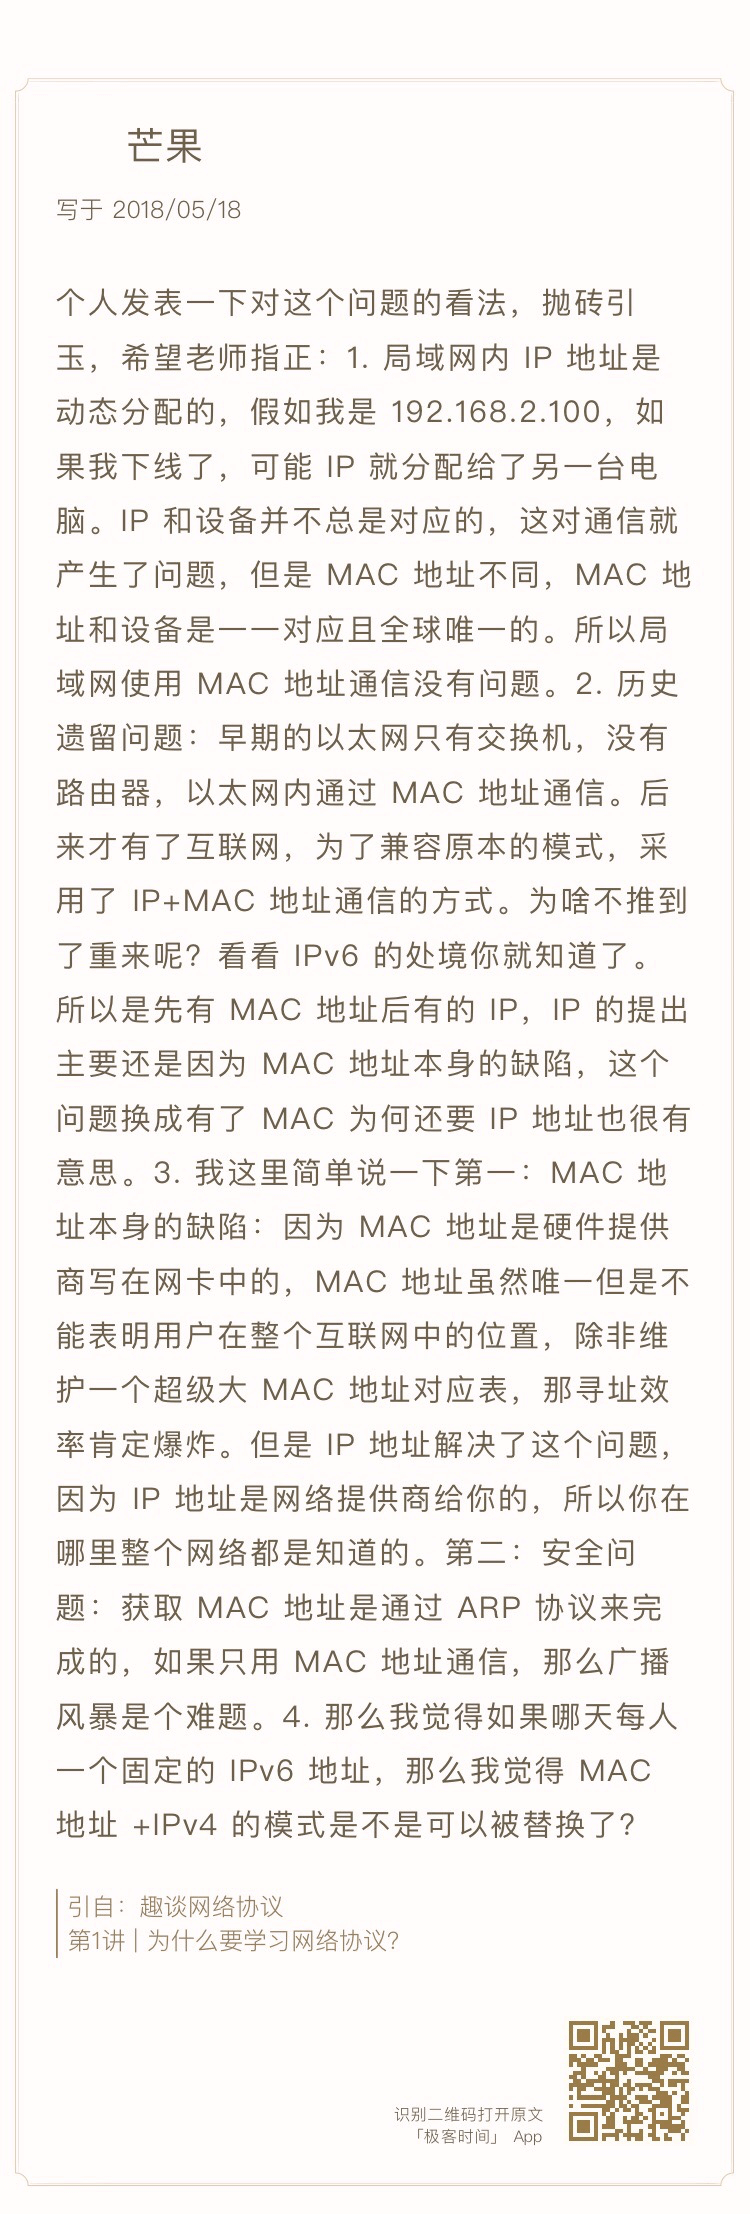 芒果
写于 2018/05/18
个人发表一下对这个问题的看法，抛砖引
玉，希望老师指正：1. 局域网内 IP 地址是
动态分配的，假如我是 192.168.2.100，如
果我下线了，可能 IP 就分配给了另一台电
脑。IP 和设备并不总是对应的，这对通信就
产生了问题，但是 MAC 地址不同，MAC 地
址和设备是一一对应且全球唯一的。所以局
域网使用 MAC 地址通信没有问题。2. 历史
遗留问题：早期的以太网只有交换机，没有
路由器，以太网内通过 MAC 地址通信。后
来才有了互联网，为了兼容原本的模式，采
用了 IP+MAC 地址通信的方式。为啥不推到
了重来呢？看看 IPv6 的处境你就知道了。
所以是先有 MAC 地址后有的 IP，IP 的提出
主要还是因为 MAC 地址本身的缺陷，这个
问题换成有了 MAC 为何还要 IP 地址也很有
意思。3. 我这里简单说一下第一：MAC 地
址本身的缺陷：因为 MAC 地址是硬件提供
商写在网卡中的，MAC 地址虽然唯一但是不
能表明用户在整个互联网中的位置，除非维
护一个超级大 MAC 地址对应表，那寻址效
率肯定爆炸。但是 IP 地址解决了这个问题，
因为 IP 地址是网络提供商给你的，所以你在
哪里整个网络都是知道的。第二：安全问
题：获取 MAC 地址是通过 ARP 协议来完
成的，如果只用 MAC 地址通信，那么广播
风暴是个难题。4. 那么我觉得如果哪天每人
一个固定的 IPv6 地址，那么我觉得 MAC
地址 +IPv4 的模式是不是可以被替换了？
引自：趣谈网络协议
第1讲 | 为什么要学习网络协议？
识别二维码打开原文
「极客时间」 App